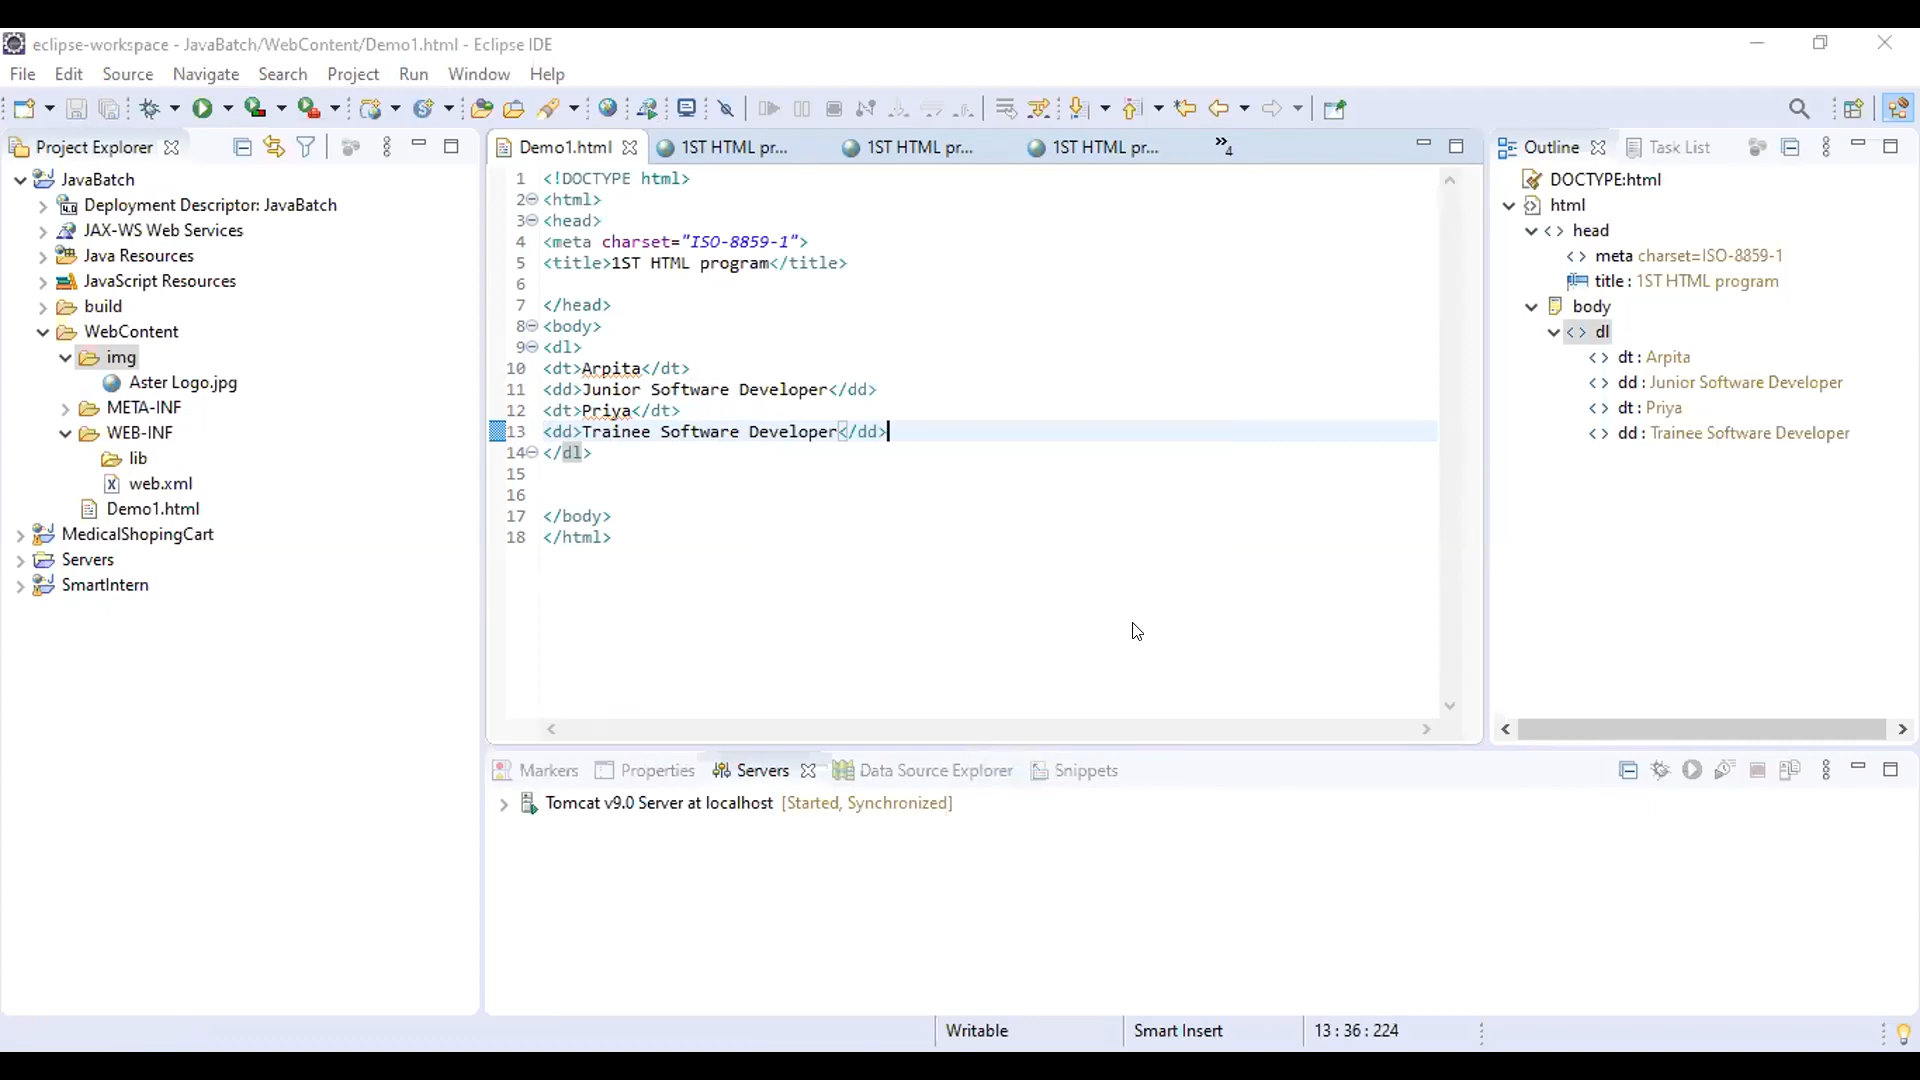 eclipse-workspace - JavaBatch/WebContent/Demo1.html - Eclipse IDE
File Edit Source Navigate Search Project Run Window Help
Project Explorer
JavaBatch
Deployment Descriptor: JavaBatch
JAX-WS Web Services
Java Resources
JavaScript Resources
build
WebContent
img
Aster Logo.jpg
META-INF
WEB-INF
lib
web.xml
Demo1.html
MedicalShopingCart
Servers
SmartIntern
Demo1.html 1ST HTML pr... 1ST HTML pr... 1ST HTML pr... »4
1 <!DOCTYPE html>
2 <html>
3 <head>
4 <meta charset="ISO-8859-1">
5 <title>1ST HTML program</title>
6
7 </head>
8 <body>
9 <dl>
10 <dt>Arpita</dt>
11 <dd>Junior Software Developer</dd>
12 <dt>Priya</dt>
13 <dd>Trainee Software Developer</dd>
14 </dl>
15
16
17 </body>
18 </html>
Outline Task List
DOCTYPE:html
html
head
meta charset=ISO-8859-1
title : 1ST HTML program
body
dl
dt : Arpita
dd : Junior Software Developer
dt : Priya
dd : Trainee Software Developer
Markers Properties Servers Data Source Explorer Snippets
Tomcat v9.0 Server at localhost [Started, Synchronized]
Writable Smart Insert 13 : 36 : 224